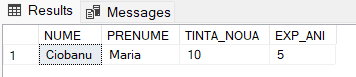 Results Messages
NUME PRENUME TINTA_NOUA EXP_ANI
1 Ciobanu Maria 10 5